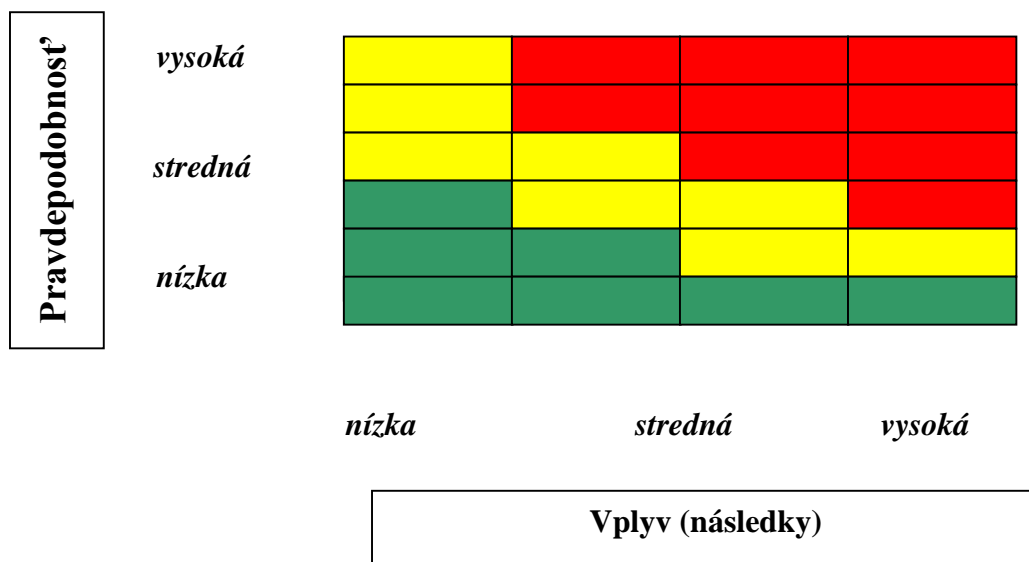 Pravdepodobnosť
vysoká
stredná
nízka
nízka stredná vysoká
Vplyv (následky)